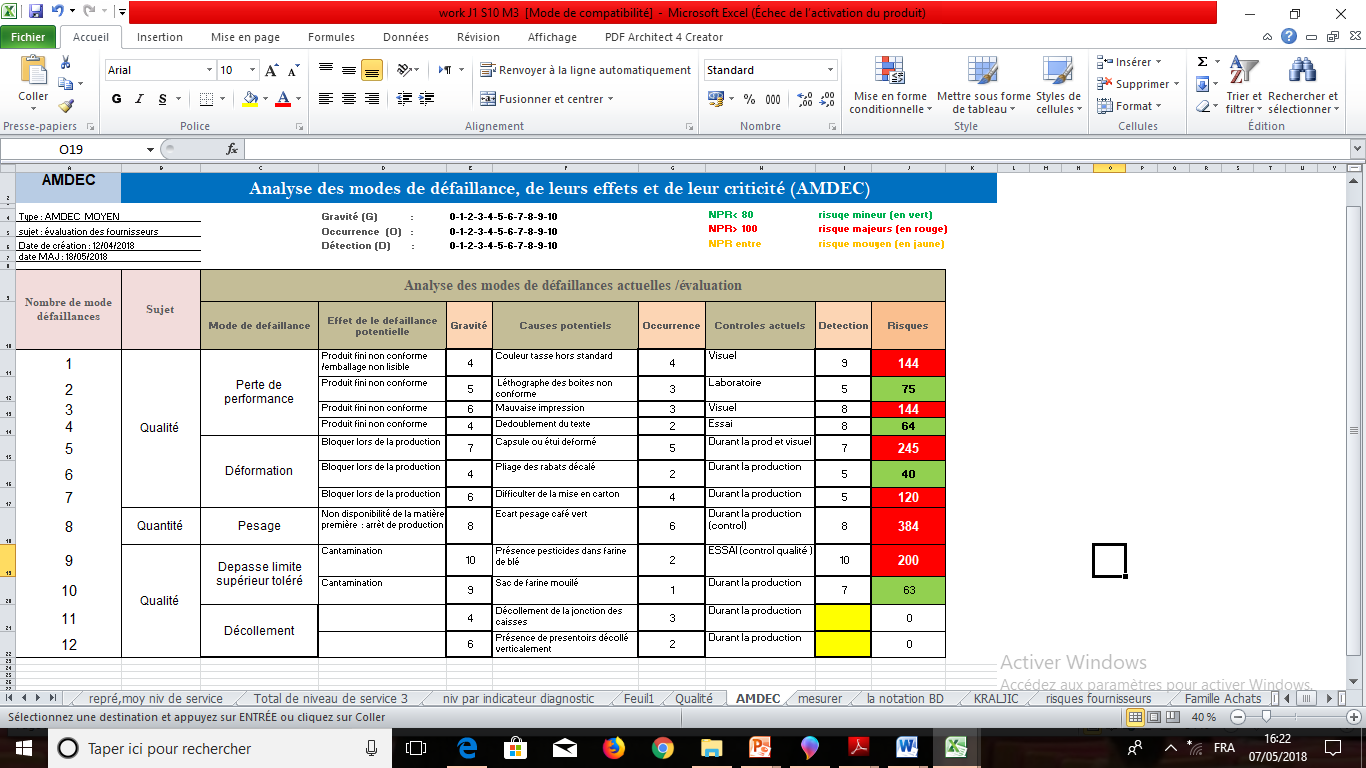 work J1 S10 M3 [Mode de compatibilité] - Microsoft Excel (Échec de l'activation du produit)
Fichier Accueil Insertion Mise en page Formules Données Révision Affichage PDF Architect 4 Creator
Coller Arial 10 Renvoyer à la ligne automatiquement Standard Mise en forme conditionnelle Mettre sous forme de tableau Styles de cellules Insérer Supprimer Format Trier et filtrer Rechercher et sélectionner
G I S Fusionner et centrer % 000
Presse-papiers Police Alignement Nombre Style Cellules Édition
O19 fx
A B C D E F G H I J K L M N O P Q R S T U V
AMDEC Analyse des modes de défaillance, de leurs effets et de leur criticité (AMDEC)
Type : AMDEC MOYEN Gravité (G) : 0-1-2-3-4-5-6-7-8-9-10 NPR< 80 risuqe mineur (en vert)
sujet : évaluation des fournisseurs Occurrence (O) : 0-1-2-3-4-5-6-7-8-9-10 NPR> 100 risque majeurs (en rouge)
Date de création : 12/04/2018 Détection (D) : 0-1-2-3-4-5-6-7-8-9-10 NPR entre risque moyen (en jaune)
date MAJ : 18/05/2018
Nombre de mode défaillances Sujet Analyse des modes de défaillances actuelles /évaluation
Mode de defaillance Effet de le defaillance potentielle Gravité Causes potentiels Occurrence Controles actuels Detection Risques
1 Qualité Perte de performance Produit fini non conforme /emballage non lisible 4 Couleur tasse hors standard 4 Visuel 9 144
2 Produit fini non conforme 5 Léthographe des boites non conforme 3 Laboratoire 5 75
3 Produit fini non conforme 6 Mauvaise impression 3 Visuel 8 144
4 Produit fini non conforme 4 Dedoublement du texte 2 Essai 8 64
5 Déformation Bloquer lors de la production 7 Capsule ou étui deformé 5 Durant la prod et visuel 7 245
6 Bloquer lors de la production 4 Pliage des rabats décalé 2 Durant la production 5 40
7 Bloquer lors de la production 6 Difficulter de la mise en carton 4 Durant la production 5 120
8 Quantité Pesage Non disponibilité de la matière première : arrêt de production 8 Ecart pesage café vert 6 Durant la production (control) 8 384
9 Qualité Depasse limite supérieur toléré Cantamination 10 Présence pesticides dans farine de blé 2 ESSAI (control qualité ) 10 200
10 Cantamination 9 Sac de farine mouilé 1 Durant la production 7 63
11 Décollement 4 Décollement de la jonction des caisses 3 Durant la production 0
12 6 Présence de presentoirs décollé verticalement 2 Durant la production 0
Activer Windows
Accédez aux paramètres pour activer Windows.
repré,moy niv de service Total de niveau de service 3 niv par indicateur diagnostic Feuil1 Qualité AMDEC mesurer la notation BD KRALJIC risques fournisseurs Famille Achats
Sélectionnez une destination et appuyez sur ENTRÉE ou cliquez sur Coller 40 %
Taper ici pour rechercher FRA 16:22
07/05/2018